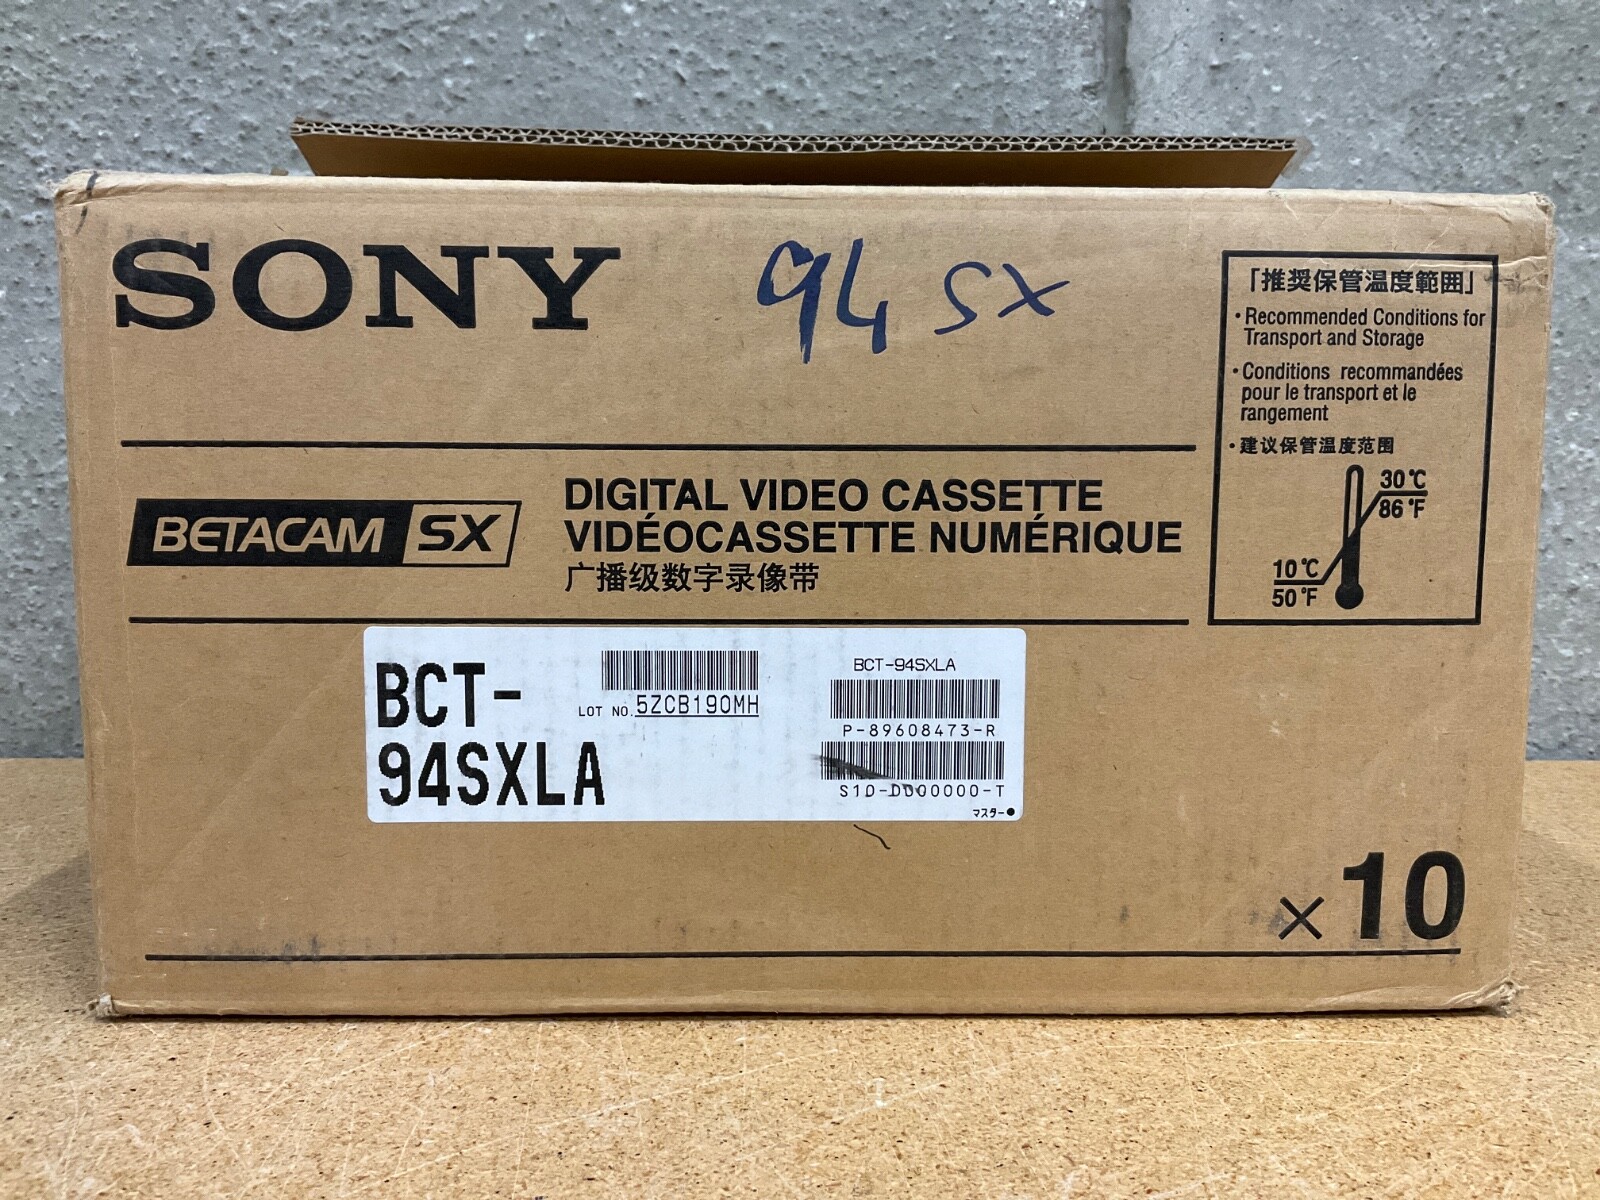 SONY
94 SX
「推奨保管温度範囲」
・Recommended Conditions for
Transport and Storage
・Conditions recommandées
pour le transport et le
rangement
・建议保管温度范围
30℃
86℉
10℃
50℉
BETACAM SX
DIGITAL VIDEO CASSETTE
VIDÉOCASSETTE NUMÉRIQUE
广播级数字录像带
BCT-
94SXLA
LOT NO. 5ZCB190MH
BCT-94SXLA
P-89608473-R
S10-D000000-T
マスター●
×10